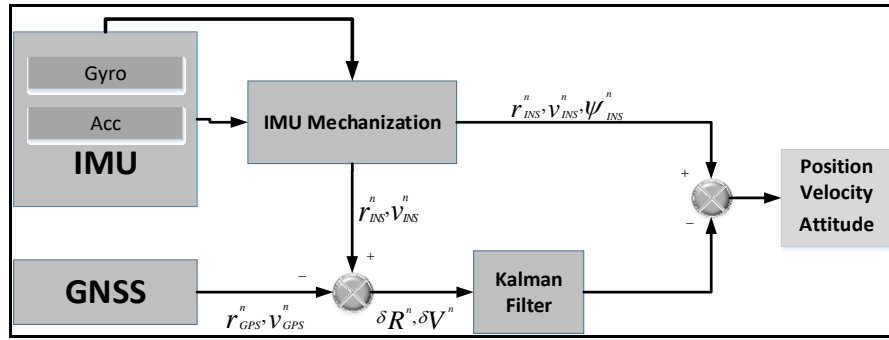 Gyro
Acc
IMU
IMU Mechanization
r^n_INS, v^n_INS, ψ^n_INS
+
−
Position
Velocity
Attitude
r^n_INS, v^n_INS
−
+
GNSS
r^n_GPS, v^n_GPS
δR^n, δV^n
Kalman
Filter